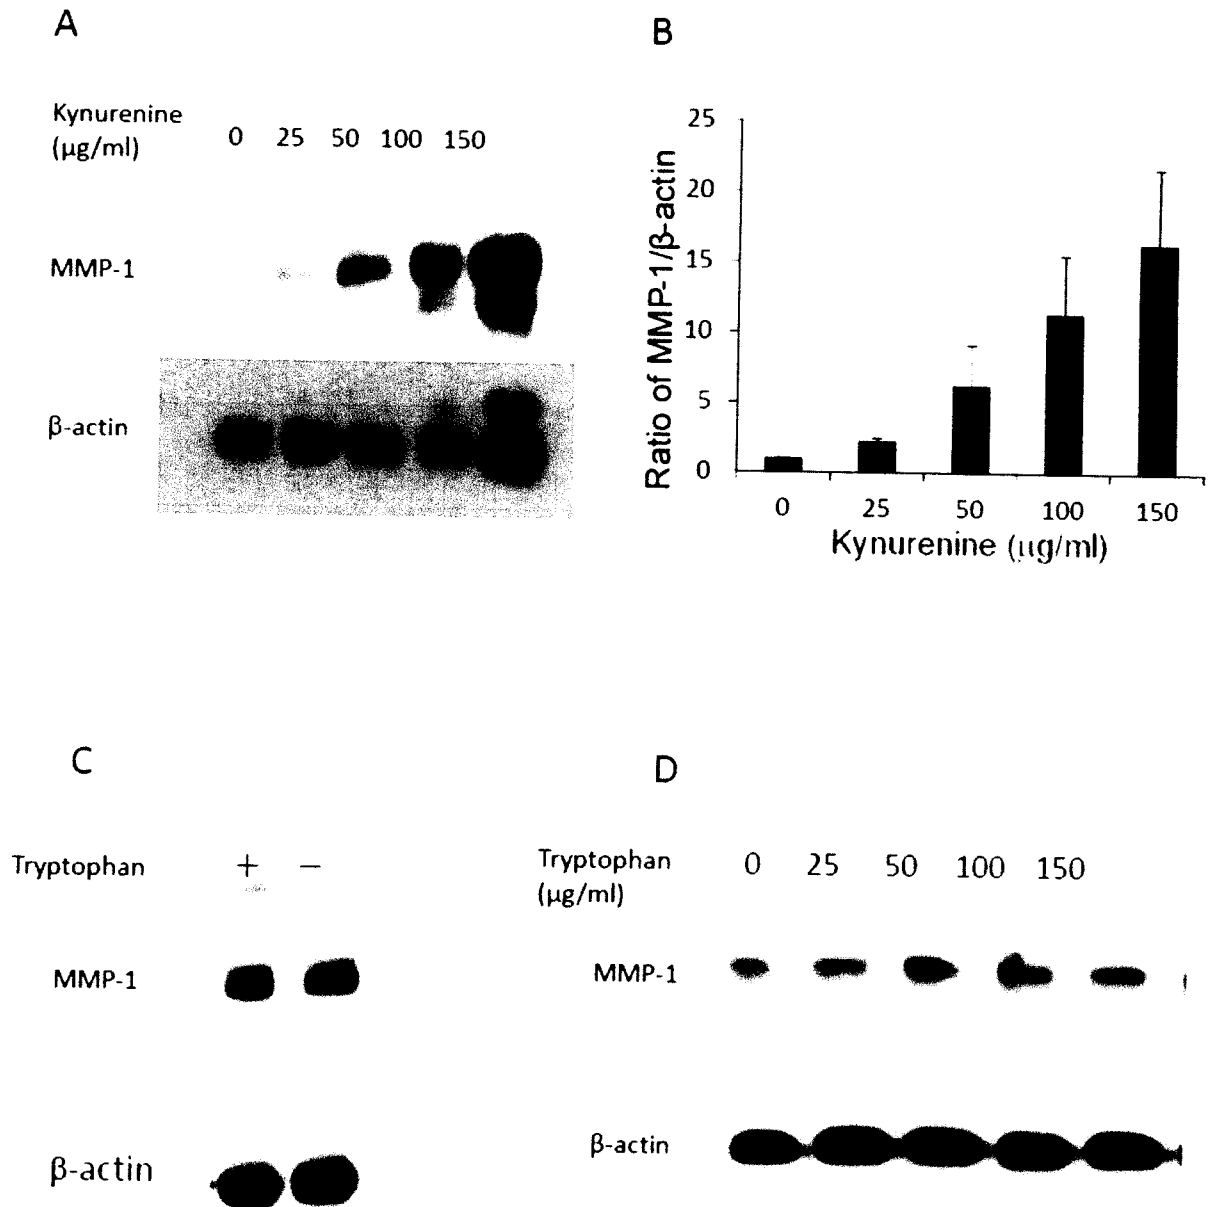 A
Kynurenine
(µg/ml)
0 25 50 100 150
MMP-1
β-actin
B
Ratio of MMP-1/β-actin
25
20
15
10
5
0
0 25 50 100 150
Kynurenine (µg/ml)
C
Tryptophan + −
MMP-1
β-actin
D
Tryptophan
(µg/ml)
0 25 50 100 150
MMP-1
β-actin